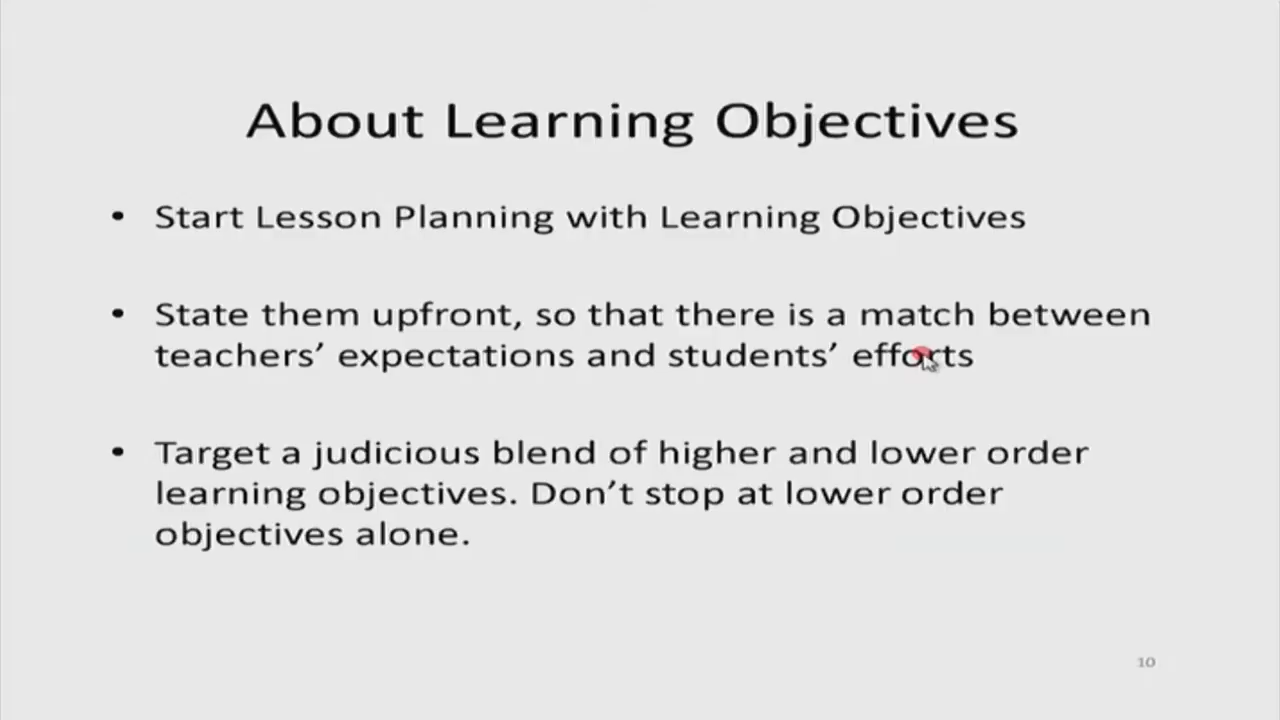 About Learning Objectives
• Start Lesson Planning with Learning Objectives
• State them upfront, so that there is a match between
teachers’ expectations and students’ efforts
• Target a judicious blend of higher and lower order
learning objectives. Don’t stop at lower order
objectives alone.
10